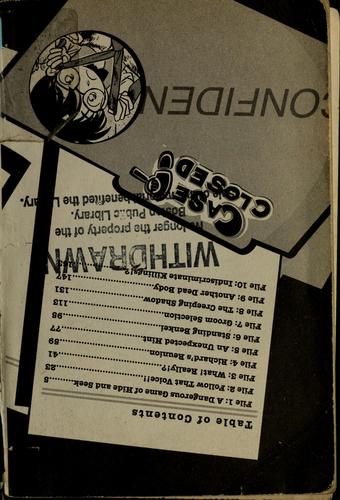 Table of Contents
File 1: A Dangerous Game of Hide and Seek.....5
File 2: Follow That Voice!!.....23
File 3: What! Really!?.....41
File 4: Richard's Reunion.....59
File 5: An Unexpected Hint.....77
File 6: Standing Benkei.....95
File 7: Groom Selection.....113
File 8: The Creeping Shadow.....131
File 9: Another Dead Body.....147
File 10: Indiscriminate Killings!?
WITHDRAWN
longer the property of the
Boston Public Library.
benefited the Library.
CASE
CLOSED
CONFIDEN